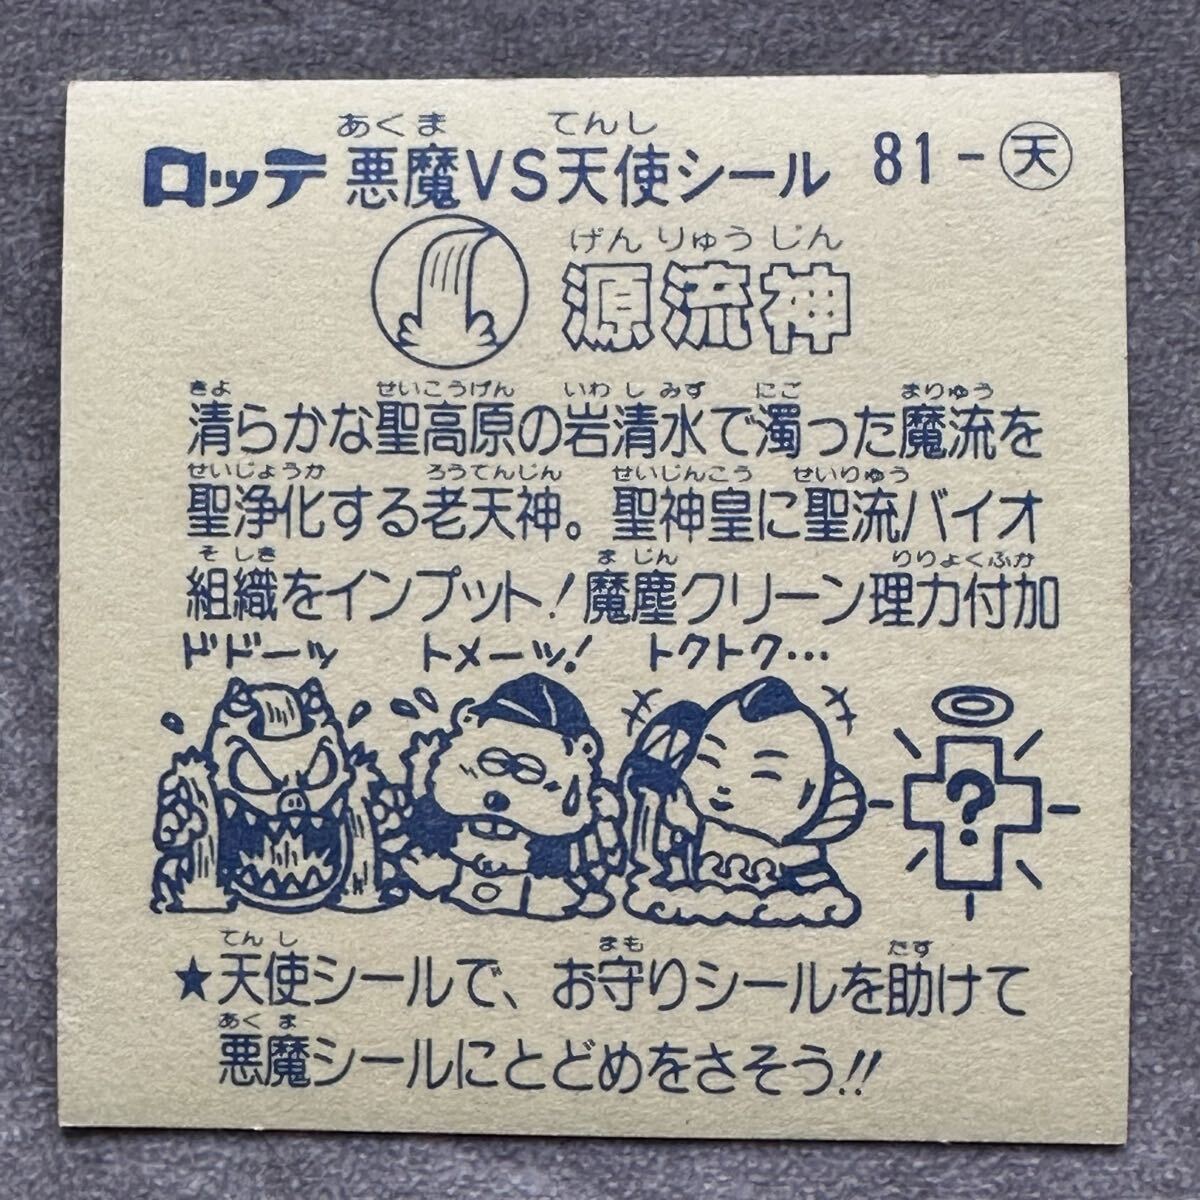 ロッテ 悪魔VS天使シール 81-天
あくま てんし
げんりゅうじん
源流神
きよ せいこうげん いわしみず にご まりゅう
清らかな聖高原の岩清水で濁った魔流を
せいじょうか ろうてんじん せいじんこう せいりゅう
聖浄化する老天神。聖神皇に聖流バイオ
そしき まじん りりょくふか
組織をインプット!魔塵クリーン理力付加
ドドーッ トメーッ! トクトク…
?
てんし まも たす
★天使シールで、お守りシールを助けて
あくま
悪魔シールにとどめをさそう!!